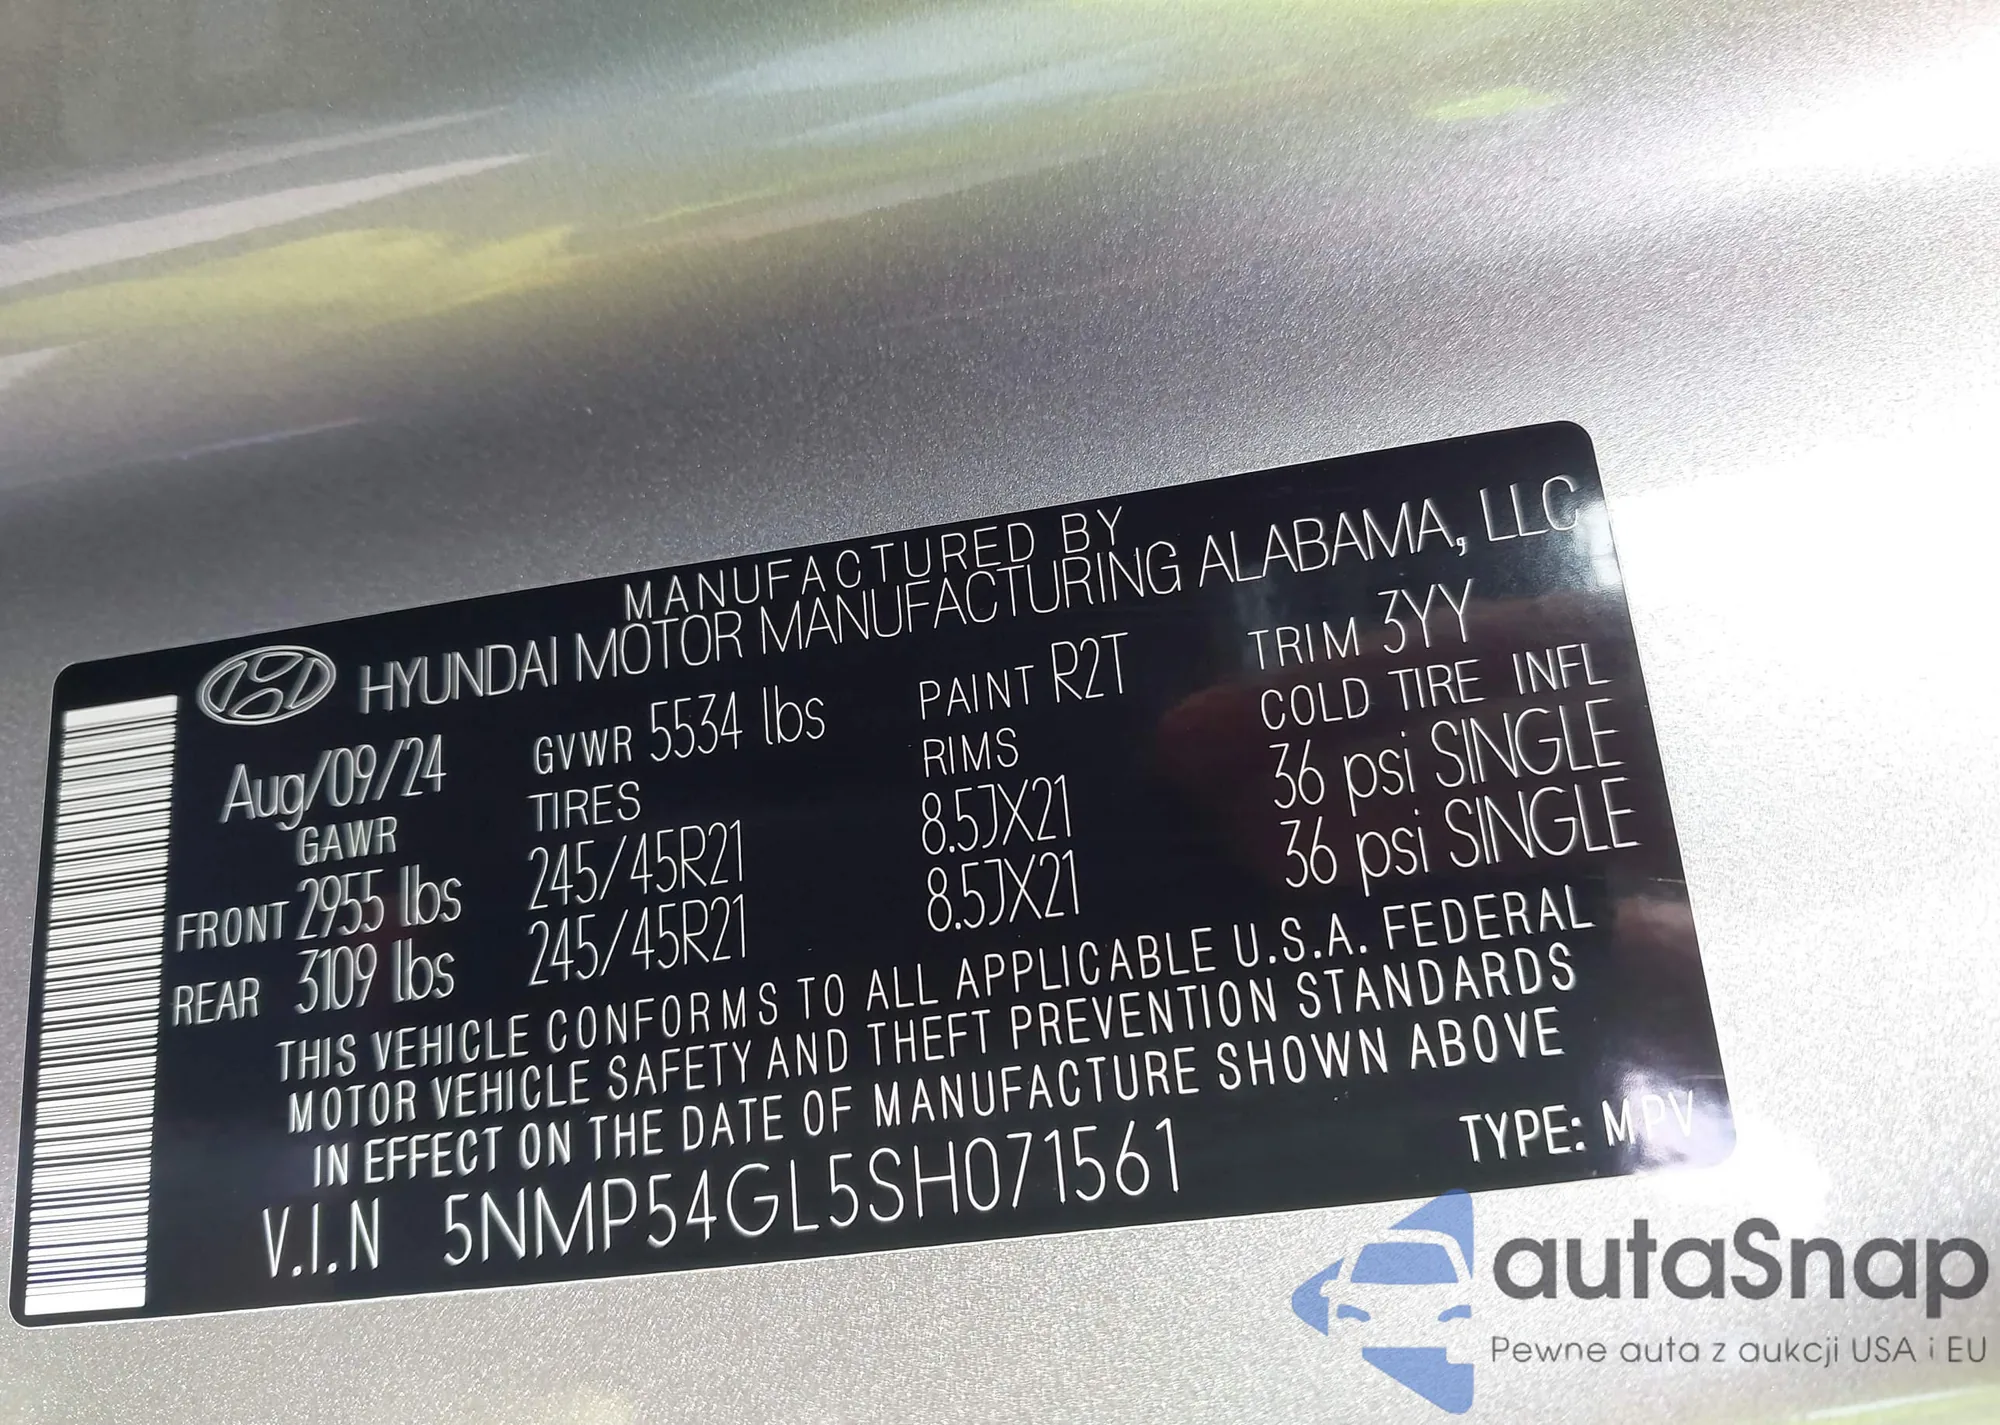 MANUFACTURED BY
HYUNDAI MOTOR MANUFACTURING ALABAMA, LLC
Aug/09/24 GVWR 5534 lbs PAINT R2T TRIM 3YY
GAWR TIRES RIMS COLD TIRE INFL
FRONT 2955 lbs 245/45R21 8.5JX21 36 psi SINGLE
REAR 3109 lbs 245/45R21 8.5JX21 36 psi SINGLE
THIS VEHICLE CONFORMS TO ALL APPLICABLE U.S.A. FEDERAL
MOTOR VEHICLE SAFETY AND THEFT PREVENTION STANDARDS
IN EFFECT ON THE DATE OF MANUFACTURE SHOWN ABOVE
V.I.N 5NMP54GL5SH071561 TYPE: MPV
autaSnap
Pewne auta z aukcji USA i EU